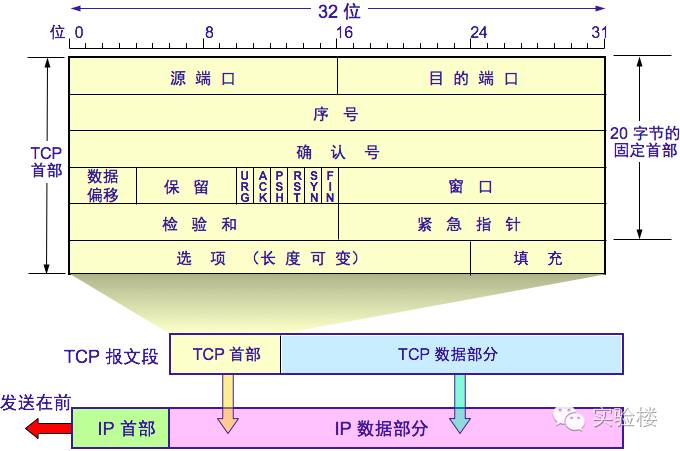 32 位
位 0 8 16 24 31
源 端 口 目 的 端 口
序 号
TCP
首部
20 字节的
固定首部
确 认 号
数据
偏移
保 留
URG
ACK
PSH
RST
SYN
FIN
窗 口
检 验 和 紧 急 指 针
选 项 (长 度 可 变) 填 充
TCP 报文段 TCP 首部 TCP 数据部分
发送在前
IP 首部 IP 数据部分
实验楼